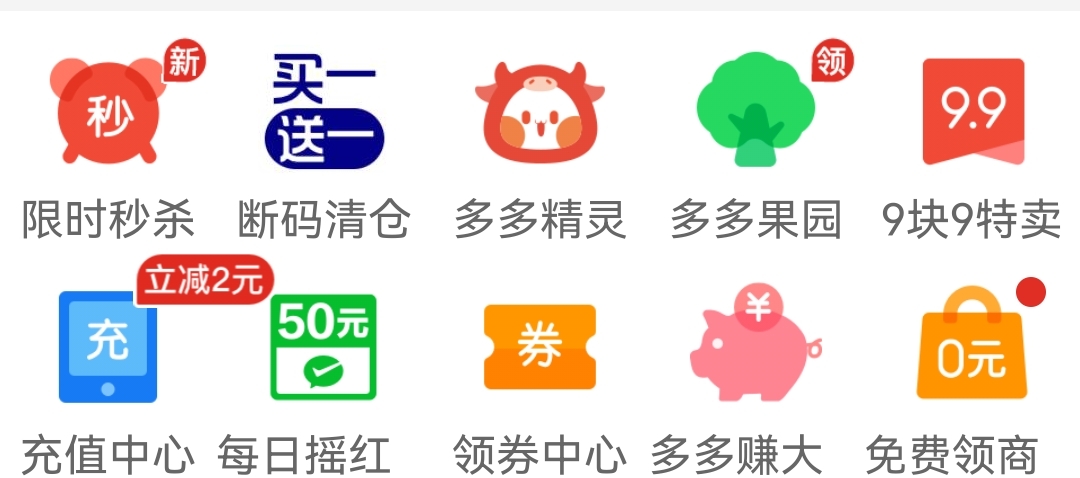 新
秒
买一
送一
领
9.9
限时秒杀
断码清仓
多多精灵
多多果园
9块9特卖
立减2元
充
50元
券
¥
0元
充值中心
每日摇红
领券中心
多多赚大
免费领商